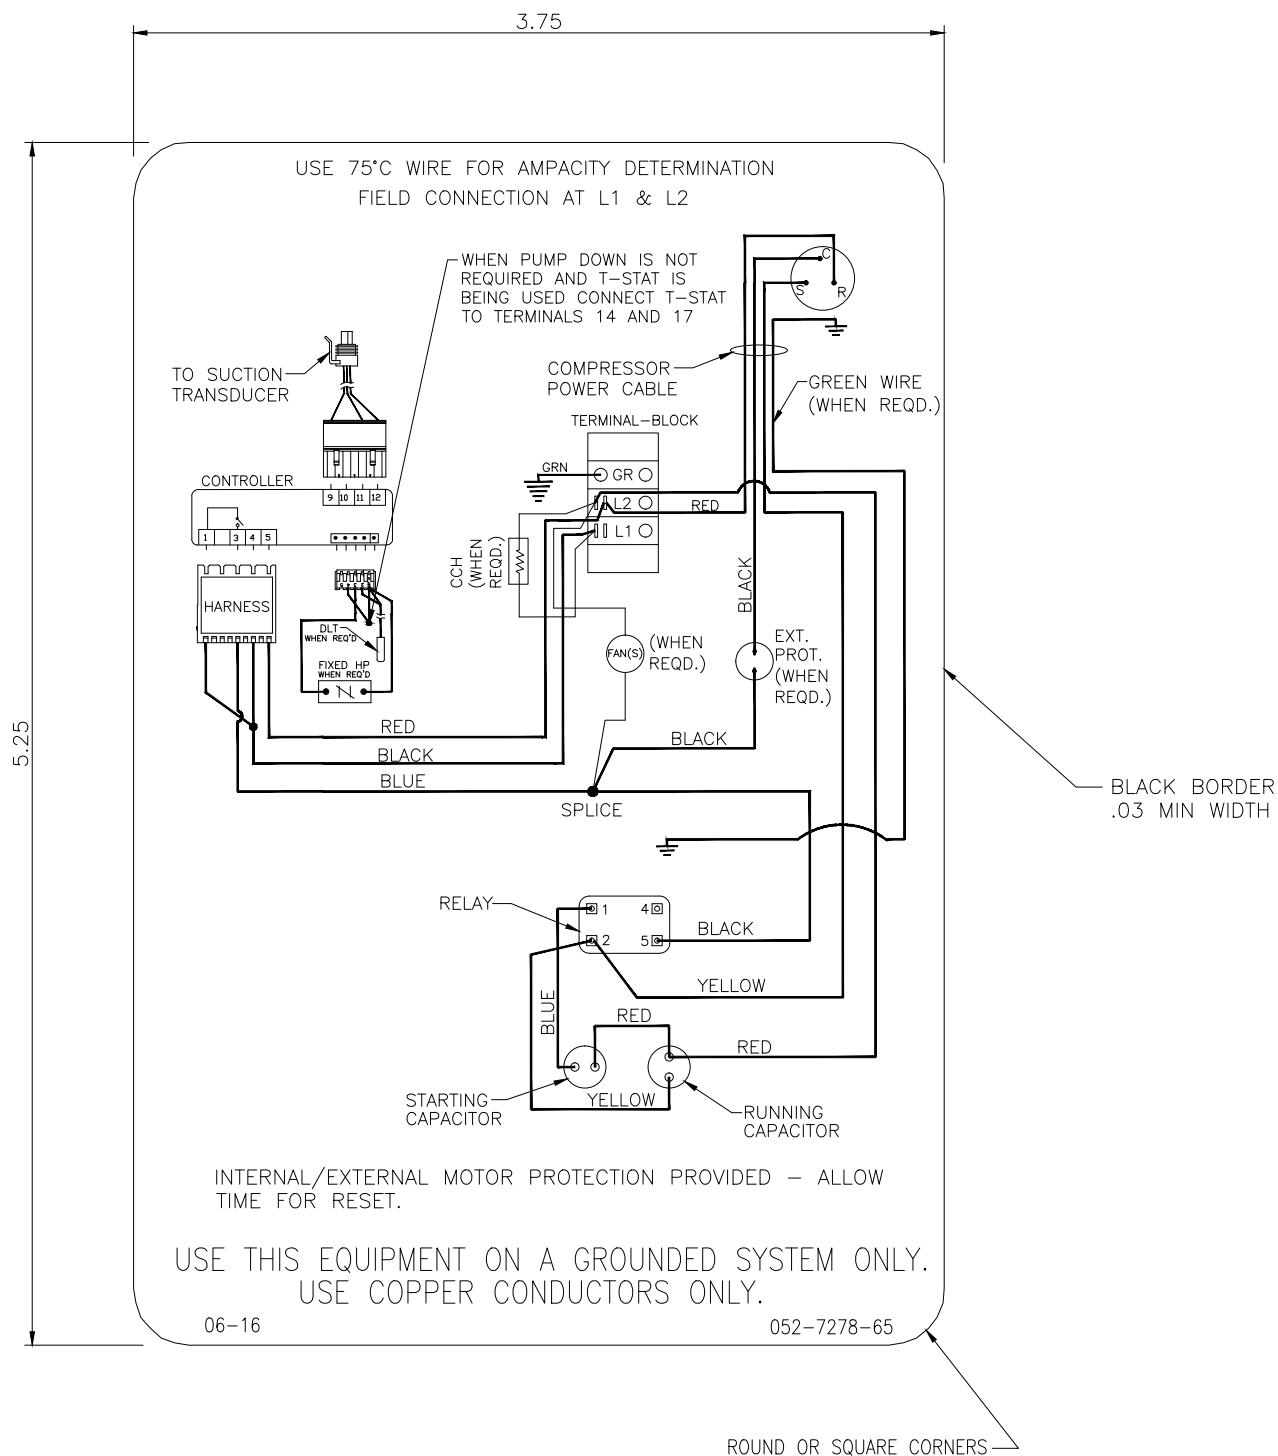 3.75
5.25
USE 75°C WIRE FOR AMPACITY DETERMINATION
FIELD CONNECTION AT L1 & L2
WHEN PUMP DOWN IS NOT
REQUIRED AND T-STAT IS
BEING USED CONNECT T-STAT
TO TERMINALS 14 AND 17
C
S
R
TO SUCTION
TRANSDUCER
COMPRESSOR
POWER CABLE
GREEN WIRE
(WHEN REQD.)
TERMINAL-BLOCK
GRN
GR
L2
L1
RED
CONTROLLER
9 10 11 12
1 3 4 5
CCH
(WHEN
REQD.)
BLACK
HARNESS
DLT
WHEN REQ'D
FIXED HP
WHEN REQ'D
FAN(S)
(WHEN
REQD.)
EXT.
PROT.
(WHEN
REQD.)
RED
BLACK
BLACK
BLUE
SPLICE
BLACK BORDER
.03 MIN WIDTH
RELAY
1 4
2 5
BLACK
YELLOW
BLUE
RED
RED
STARTING
CAPACITOR
YELLOW
RUNNING
CAPACITOR
INTERNAL/EXTERNAL MOTOR PROTECTION PROVIDED – ALLOW
TIME FOR RESET.
USE THIS EQUIPMENT ON A GROUNDED SYSTEM ONLY.
USE COPPER CONDUCTORS ONLY.
06-16
052-7278-65
ROUND OR SQUARE CORNERS